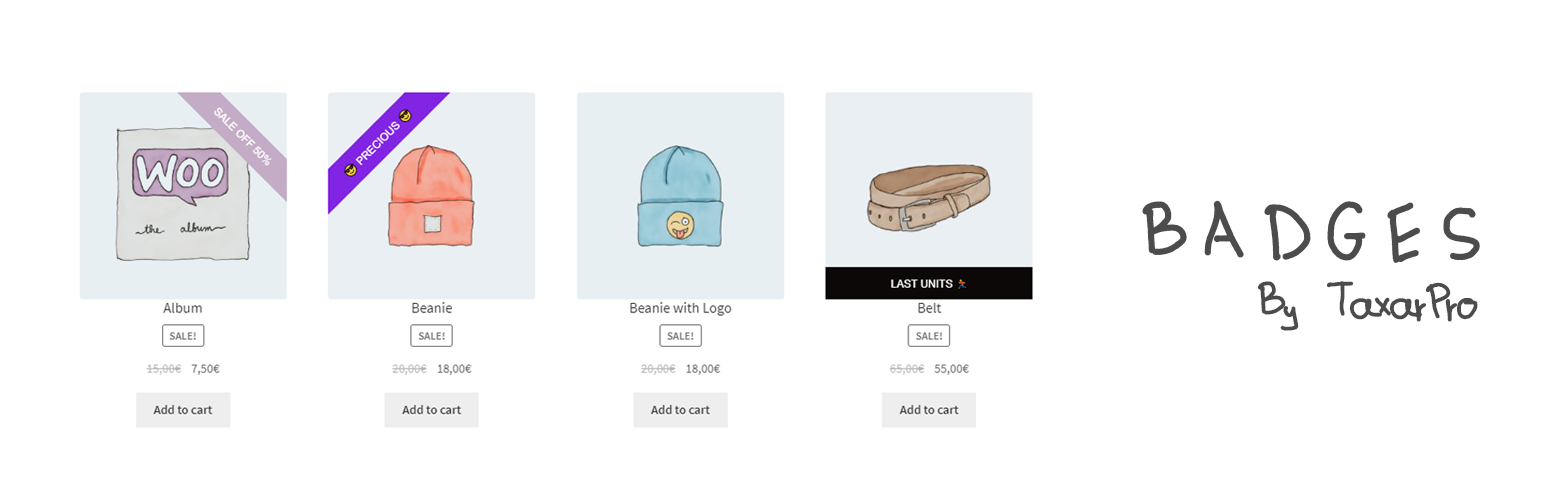 SALE OFF 50%
WOO
the album
Album
SALE!
15,00€ 7,50€
Add to cart
😎 PRECIOUS 😎
Beanie
SALE!
20,00€ 18,00€
Add to cart
Beanie with Logo
SALE!
20,00€ 18,00€
Add to cart
LAST UNITS 🏃
Belt
SALE!
65,00€ 55,00€
Add to cart
BADGES
By TaxarPro